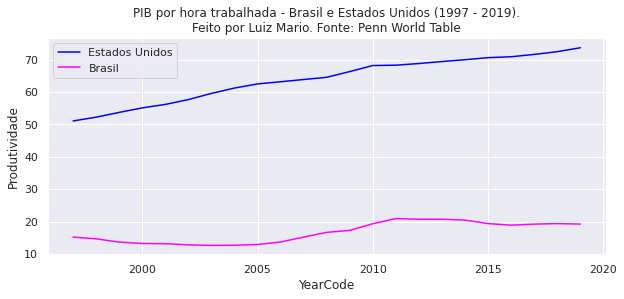 PIB por hora trabalhada - Brasil e Estados Unidos (1997 - 2019).
Feito por Luiz Mario. Fonte: Penn World Table
Estados Unidos
Brasil
Produtividade
70
60
50
40
30
20
10
2000
2005
2010
2015
2020
YearCode